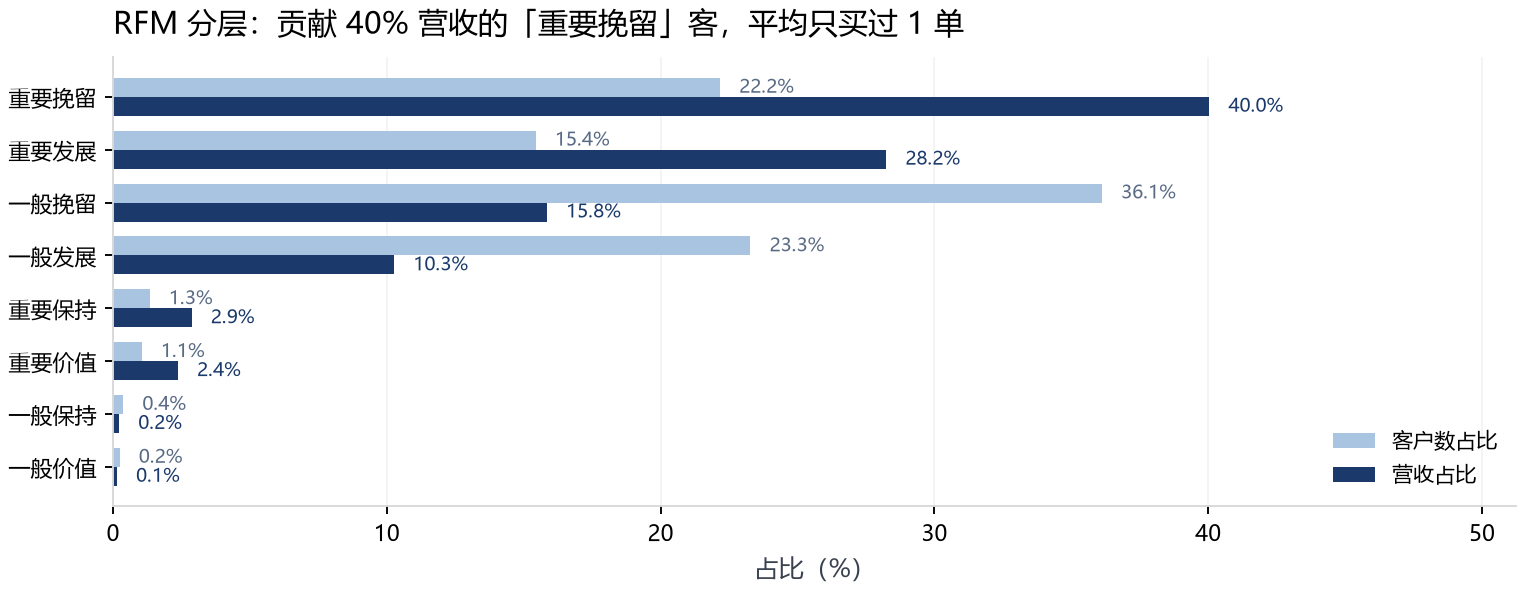 RFM 分层：贡献 40% 营收的「重要挽留」客，平均只买过 1 单
重要挽留
22.2%
40.0%
重要发展
15.4%
28.2%
一般挽留
36.1%
15.8%
一般发展
23.3%
10.3%
重要保持
1.3%
2.9%
重要价值
1.1%
2.4%
一般保持
0.4%
0.2%
一般价值
0.2%
0.1%
客户数占比
营收占比
0 10 20 30 40 50
占比（%）